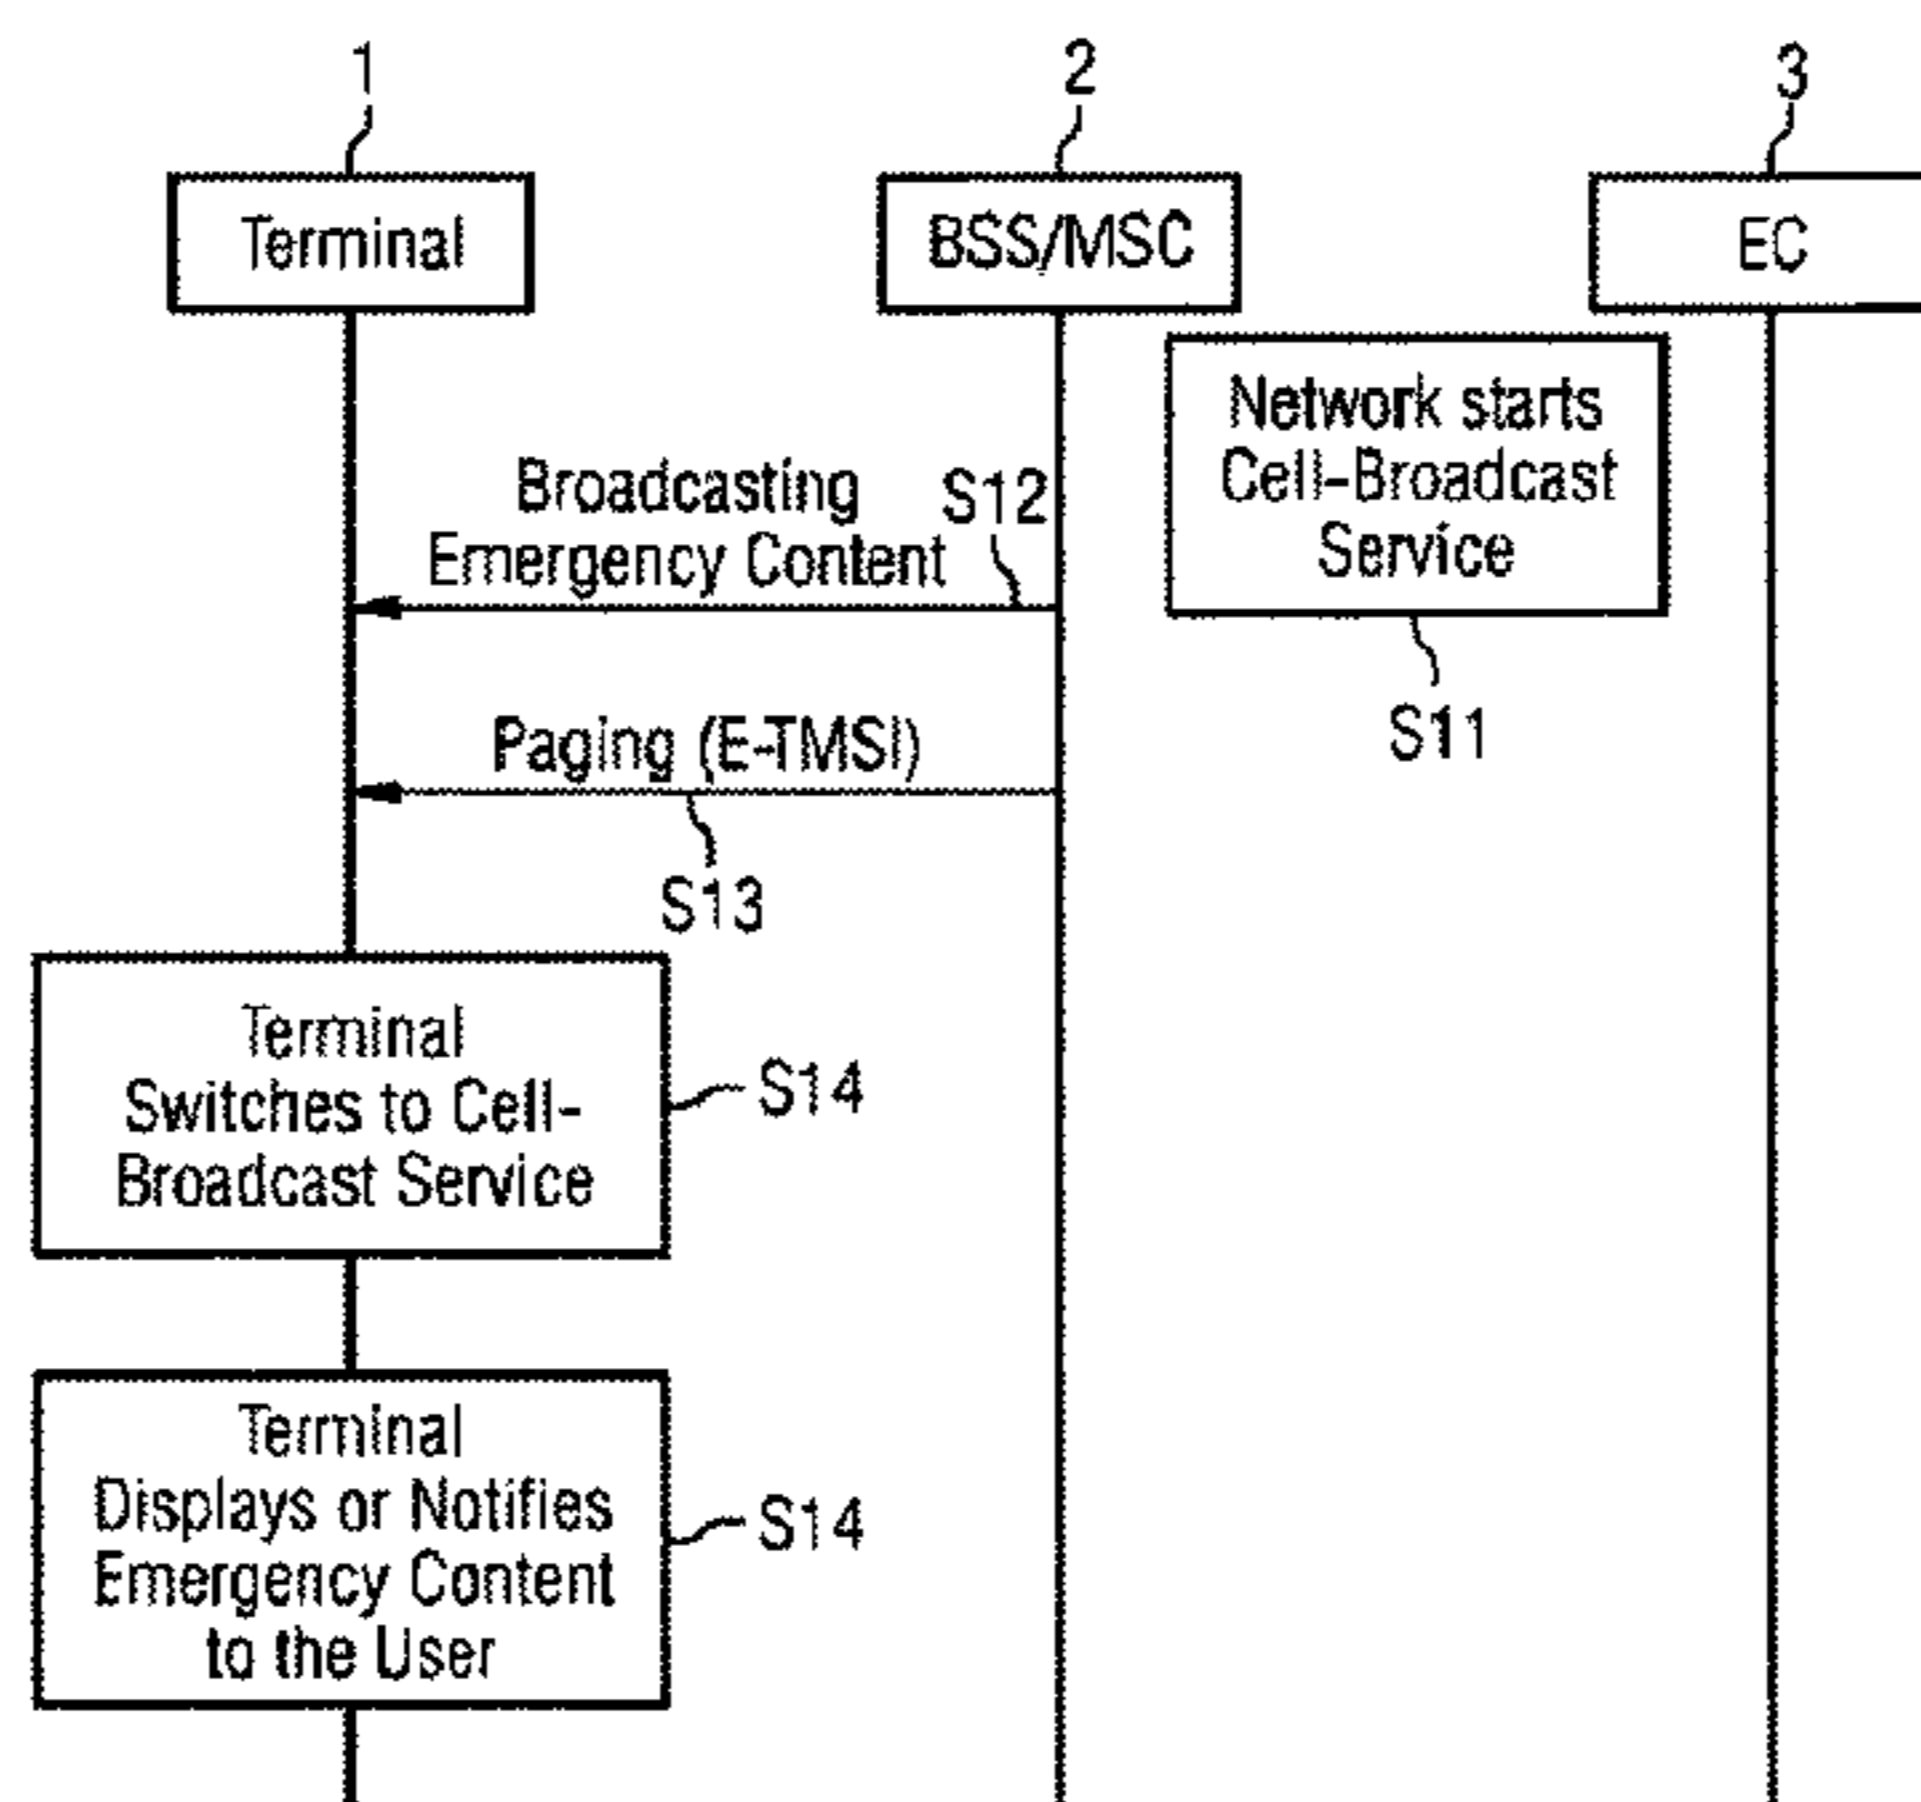 1
2
3
Terminal
BSS/MSC
EC
Network starts
Cell-Broadcast
Service
S11
Broadcasting
Emergency Content
S12
Paging (E-TMSI)
S13
Terminal
Switches to Cell-
Broadcast Service
S14
Terminal
Displays or Notifies
Emergency Content
to the User
S14